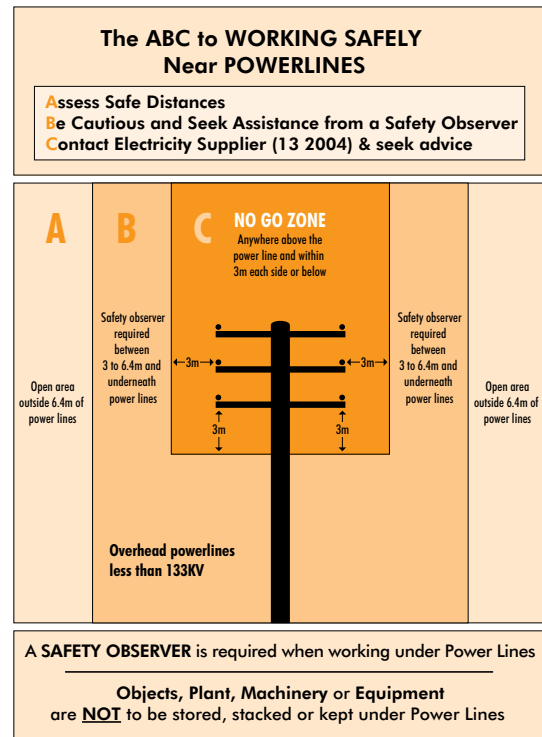 The ABC to WORKING SAFELY
Near POWERLINES
Assess Safe Distances
Be Cautious and Seek Assistance from a Safety Observer
Contact Electricity Supplier (13 2004) & seek advice
A
B
C
NO GO ZONE
Anywhere above the
power line and within
3m each side or below
Safety observer
required
between
3 to 6.4m and
underneath
power lines
Safety observer
required
between
3 to 6.4m and
underneath
power lines
3m
3m
Open area
outside 6.4m of
power lines
Open area
outside 6.4m of
power lines
3m
3m
Overhead powerlines
less than 133KV
A SAFETY OBSERVER is required when working under Power Lines
Objects, Plant, Machinery or Equipment
are NOT to be stored, stacked or kept under Power Lines